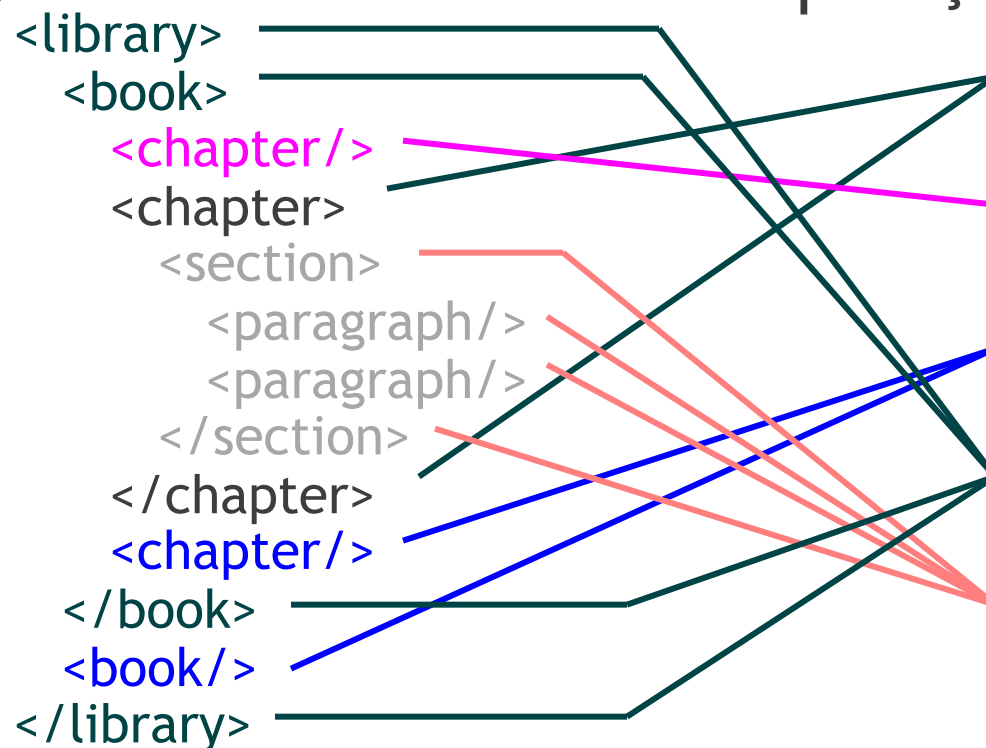 <library>
<book>
<chapter/>
<chapter>
<section>
<paragraph/>
<paragraph/>
</section>
</chapter>
<chapter/>
</book>
<book/>
</library>